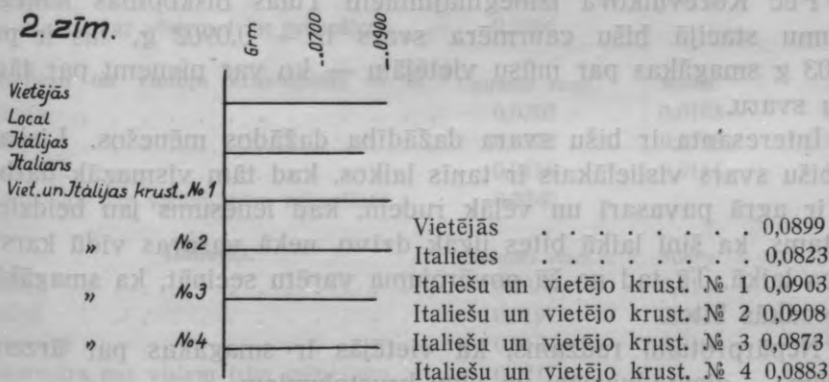 2. zīm.
Gr.
..0700
..0900
Vietējās
Local
Itālijas
Italians
Viet. un Itālijas krust. № 1
" № 2
" № 3
" № 4
Vietējās . . . . . . . 0,0899
Italietes . . . . . . . 0,0823
Italiešu un vietējo krust. № 1 0,0903
Italiešu un vietējo krust. № 2 0,0908
Italiešu un vietējo krust. № 3 0,0873
Italiešu un vietējo krust. № 4 0,0883